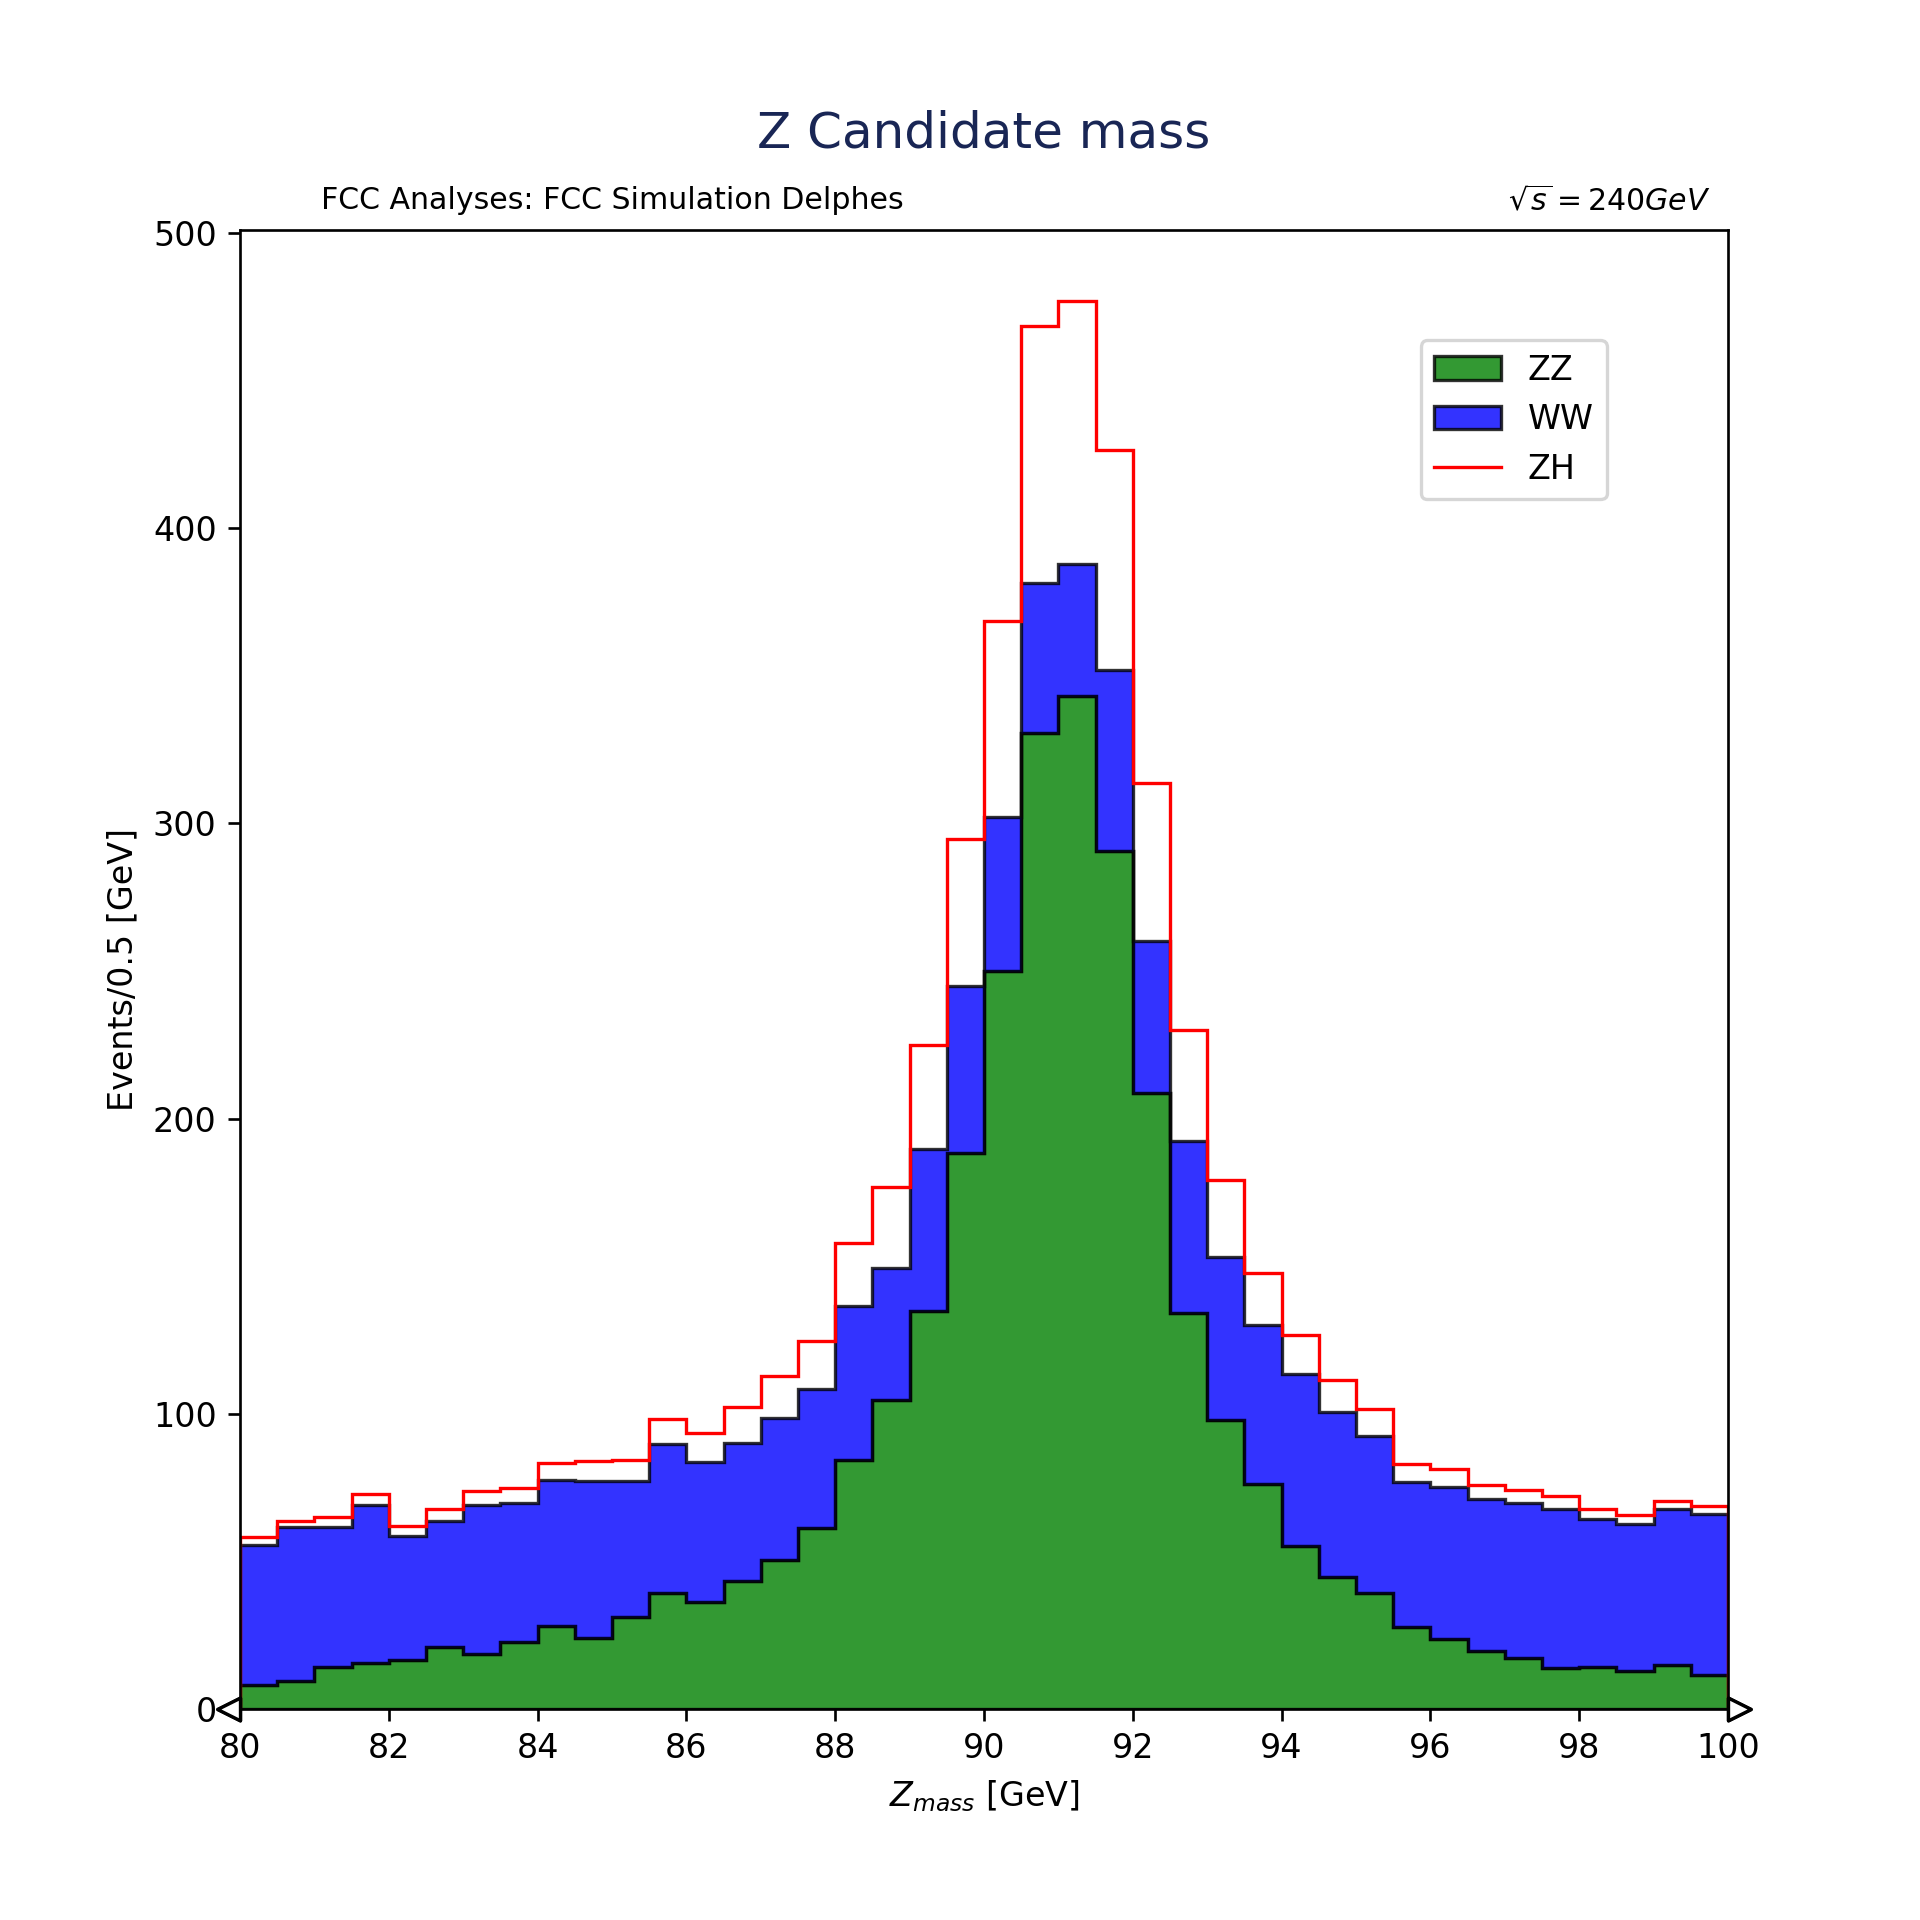 Z Candidate mass
FCC Analyses: FCC Simulation Delphes
√s = 240GeV
500
400
300
200
100
0
Events/0.5 [GeV]
ZZ
WW
ZH
80 82 84 86 88 90 92 94 96 98 100
Z_mass [GeV]